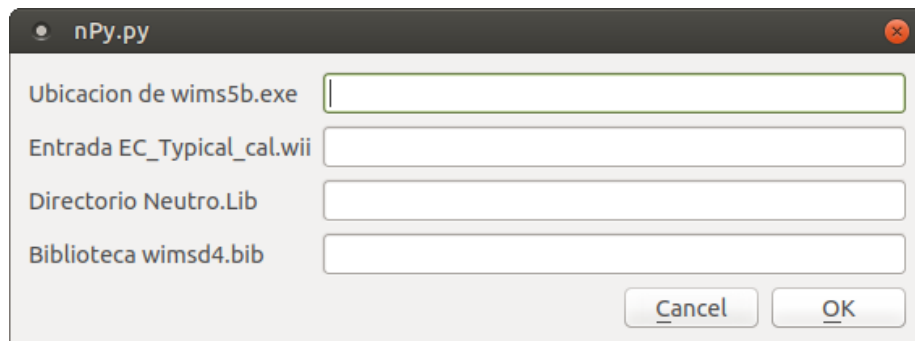 nPy.py
Ubicacion de wims5b.exe
Entrada EC_Typical_cal.wii
Directorio Neutro.Lib
Biblioteca wimsd4.bib
Cancel OK